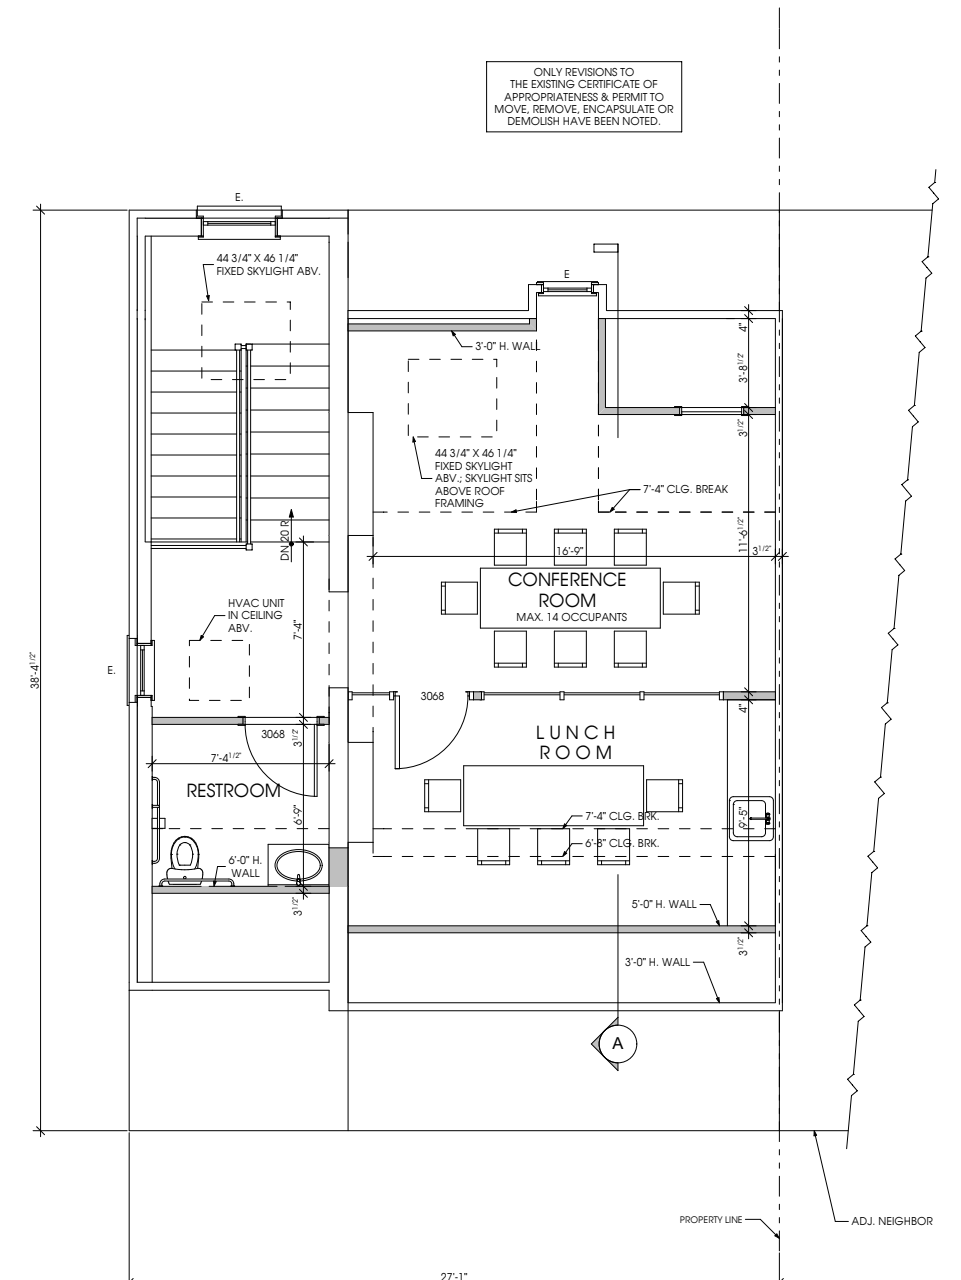 ONLY REVISIONS TO
THE EXISTING CERTIFICATE OF
APPROPRIATENESS & PERMIT TO
MOVE, REMOVE, ENCAPSULATE OR
DEMOLISH HAVE BEEN NOTED.
E.
44 3/4" X 46 1/4"
FIXED SKYLIGHT ABV.
E
4"
3'-0" H. WALL
3'-8 1/2"
3 1/2"
44 3/4" X 46 1/4"
FIXED SKYLIGHT
ABV.; SKYLIGHT SITS
ABOVE ROOF
FRAMING
7'-4" CLG. BREAK
DN 20 R
11'-6 1/2"
16'-9"
3 1/2"
CONFERENCE
ROOM
MAX. 14 OCCUPANTS
HVAC UNIT
IN CEILING
ABV.
7'-4"
E.
38'-4 1/2"
3068
3068
4"
LUNCH
ROOM
3 1/2"
7'-4 1/2"
RESTROOM
6'-9"
7'-4" CLG. BRK.
9'-5"
6'-8" CLG. BRK.
6'-0" H.
WALL
3 1/2"
5'-0" H. WALL
3 1/2"
3'-0" H. WALL
A
PROPERTY LINE
ADJ. NEIGHBOR
27'-1"